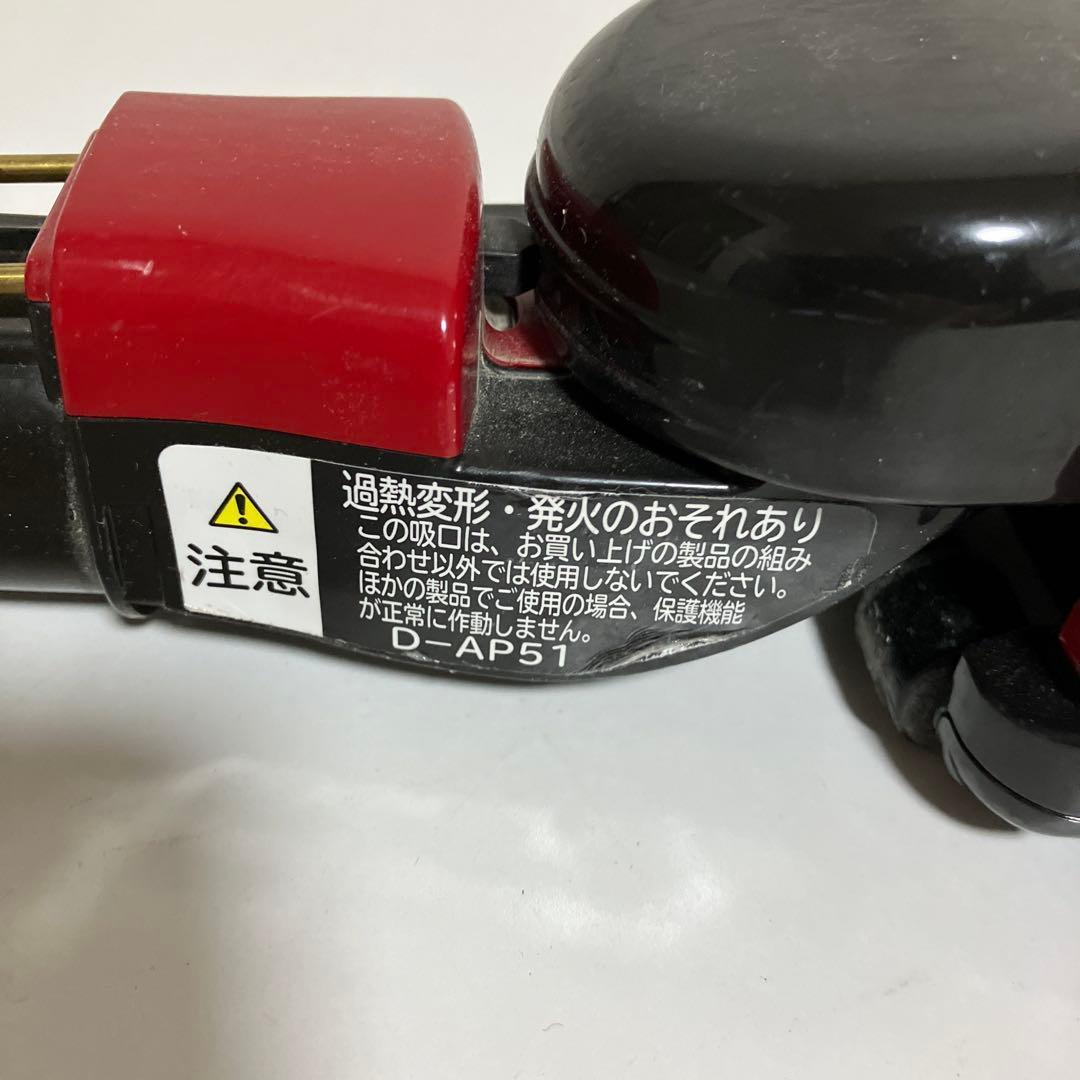 注意
過熱変形・発火のおそれあり
この吸口は、お買い上げの製品の組み
合わせ以外では使用しないでください。
ほかの製品でご使用の場合、保護機能
が正常に作動しません。
D-AP51